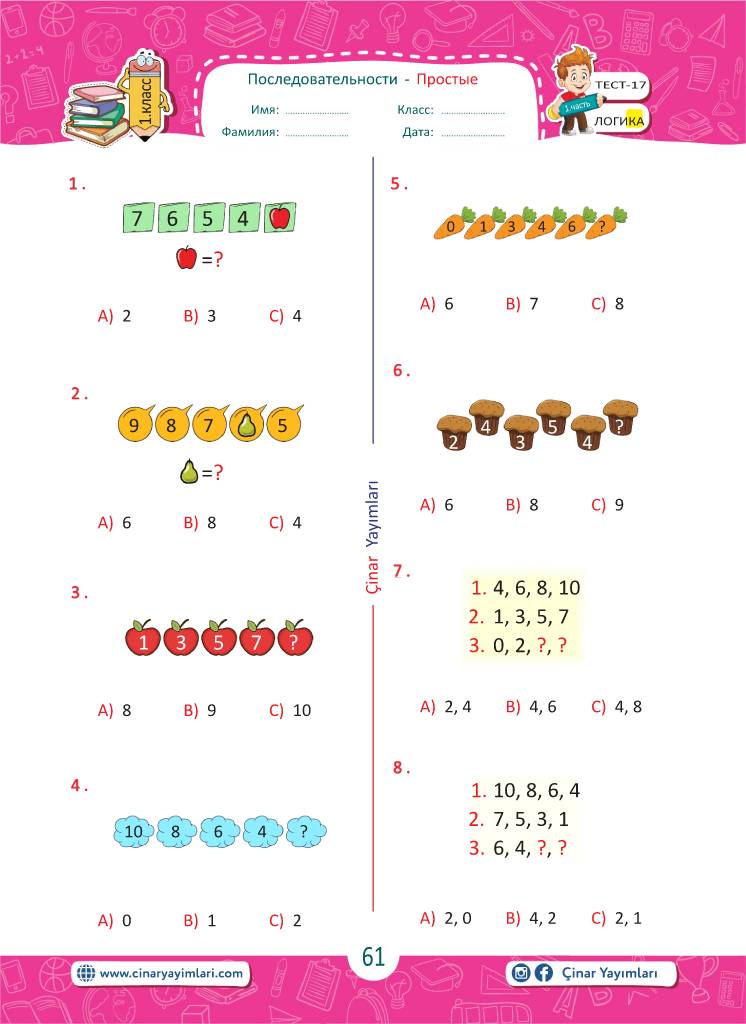 1.класс
Последовательности - Простые
Имя: ........................ Класс: ........................
Фамилия: ........................ Дата: ........................
1 часть
ТЕСТ-17
ЛОГИКА
1.
7 6 5 4
=?
A) 2 B) 3 C) 4
2.
9 8 7 5
=?
A) 6 B) 8 C) 4
3.
1 3 5 7 ?
A) 8 B) 9 C) 10
4.
10 8 6 4 ?
A) 0 B) 1 C) 2
Çinar Yayımları
5.
0 1 3 4 6 ?
A) 6 B) 7 C) 8
6.
2 4 3 5 4 ?
A) 6 B) 8 C) 9
7.
1. 4, 6, 8, 10
2. 1, 3, 5, 7
3. 0, 2, ?, ?
A) 2, 4 B) 4, 6 C) 4, 8
8.
1. 10, 8, 6, 4
2. 7, 5, 3, 1
3. 6, 4, ?, ?
A) 2, 0 B) 4, 2 C) 2, 1
www.cinaryayimlari.com
61
Çinar Yayımları